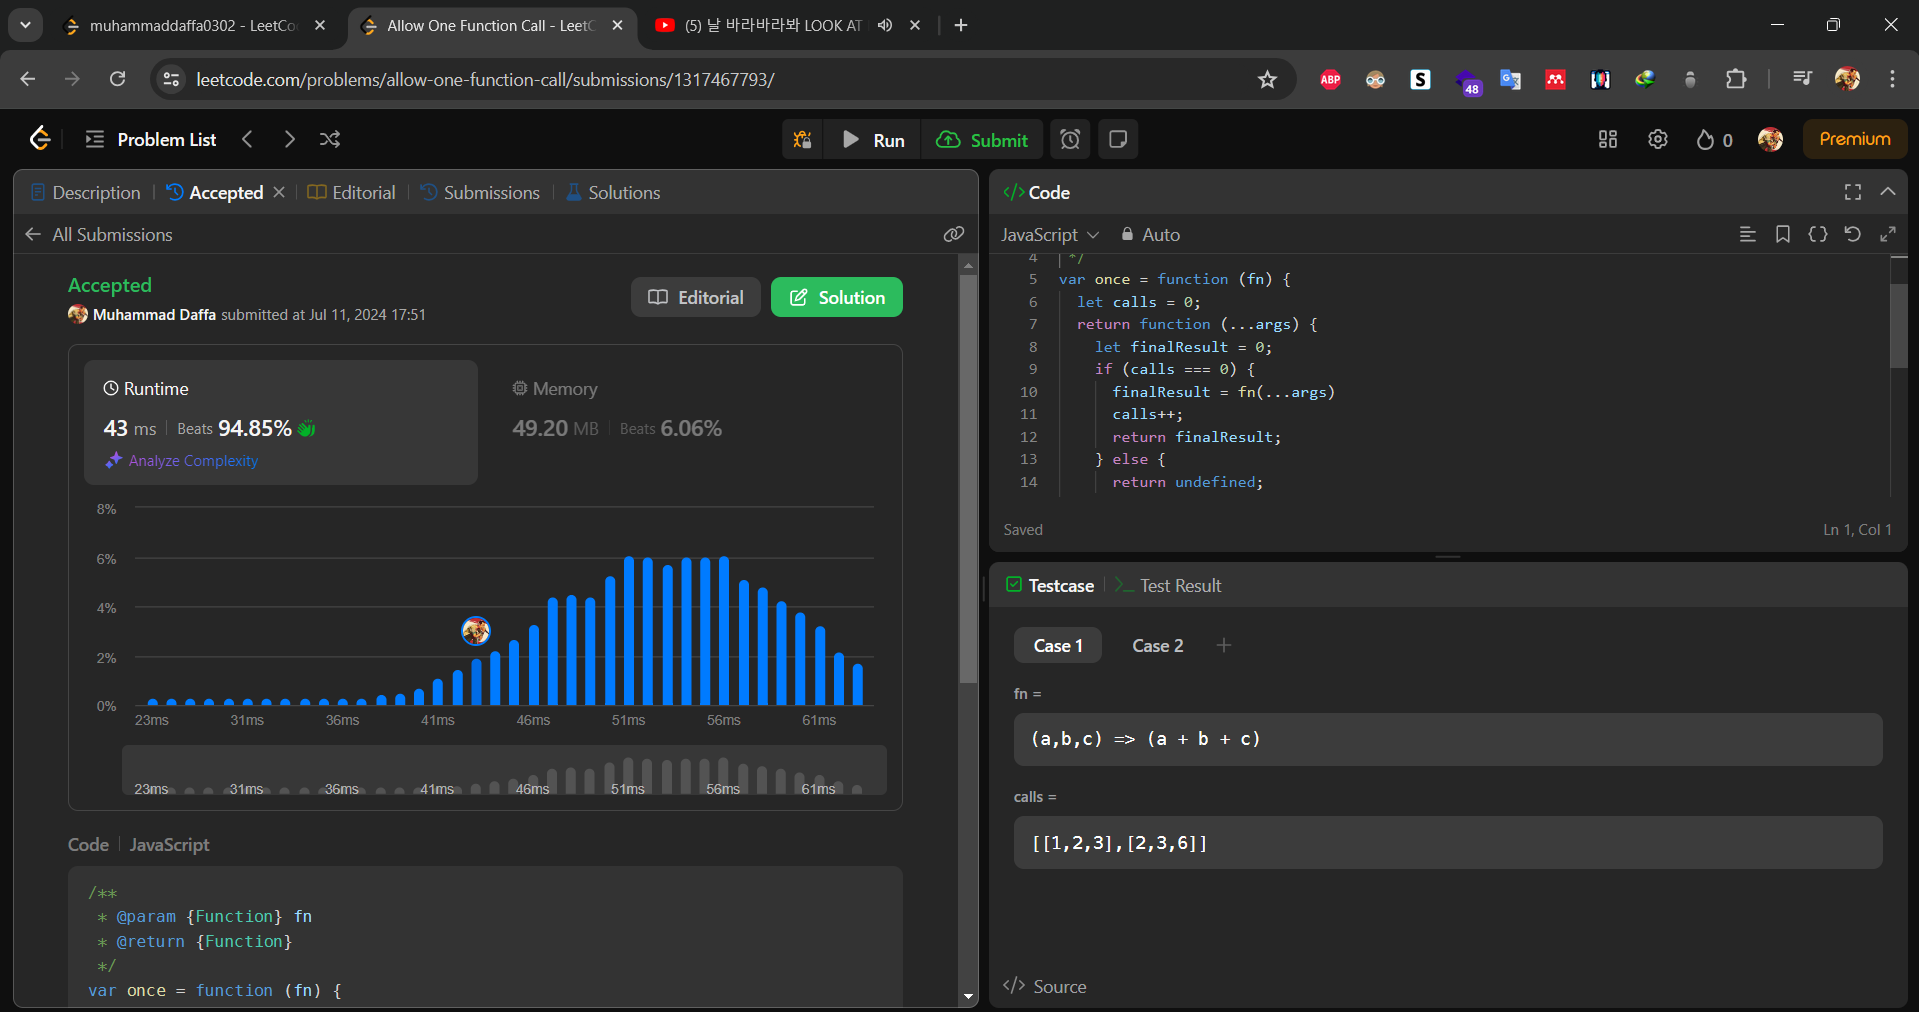 muhammaddaffa0302 - LeetCo
Allow One Function Call - LeetC
(5) 날 바라바라봐 LOOK AT
leetcode.com/problems/allow-one-function-call/submissions/1317467793/
ABP
S
48
Problem List
Run
Submit
0
Premium
Description
Accepted
Editorial
Submissions
Solutions
All Submissions
Accepted
Muhammad Daffa submitted at Jul 11, 2024 17:51
Editorial
Solution
Runtime
43 ms
Beats 94.85%
Analyze Complexity
Memory
49.20 MB
Beats 6.06%
8%
6%
4%
2%
0%
23ms 31ms 36ms 41ms 46ms 51ms 56ms 61ms
23ms 31ms 36ms 41ms 46ms 51ms 56ms 61ms
Code
JavaScript
/**
* @param {Function} fn
* @return {Function}
*/
var once = function (fn) {
</> Code
JavaScript
Auto
4 */
5 var once = function (fn) {
6 let calls = 0;
7 return function (...args) {
8 let finalResult = 0;
9 if (calls === 0) {
10 finalResult = fn(...args)
11 calls++;
12 return finalResult;
13 } else {
14 return undefined;
Saved
Ln 1, Col 1
Testcase
Test Result
Case 1
Case 2
fn =
(a,b,c) => (a + b + c)
calls =
[[1,2,3],[2,3,6]]
</> Source